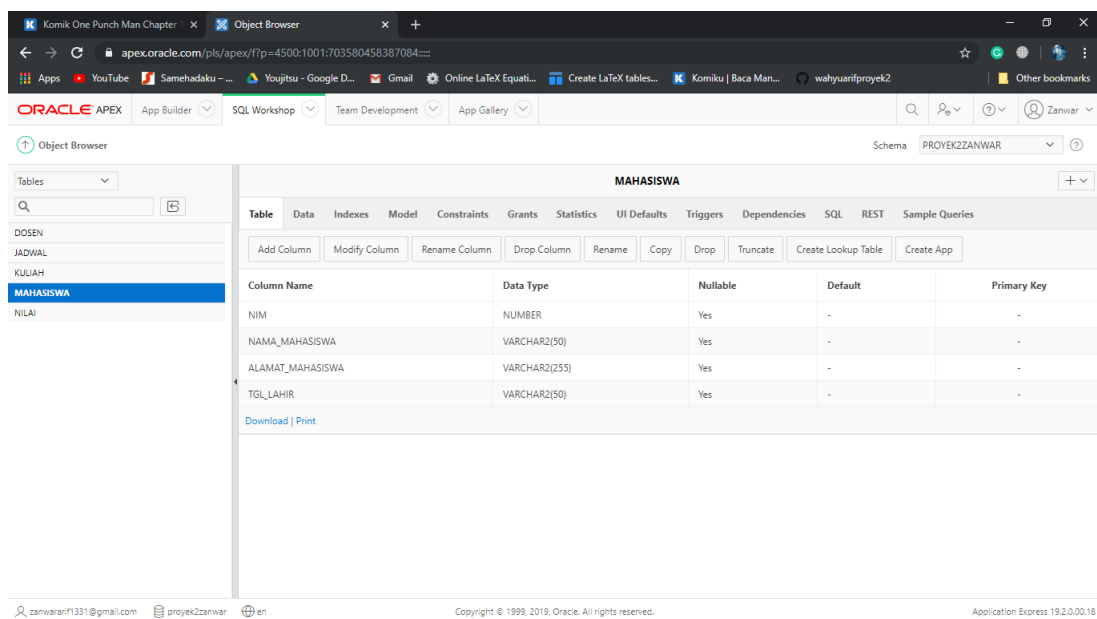 Komik One Punch Man Chapter
Object Browser
apex.oracle.com/pls/apex/f?p=4500:1001:703580458387084:::::
Apps YouTube Samehadaku – ... Youjitsu - Google D... Gmail Online LaTeX Equati... Create LaTeX tables... Komiku | Baca Man... wahyuarifproyek2 Other bookmarks
ORACLE APEX App Builder SQL Workshop Team Development App Gallery Zanwar
Object Browser Schema PROYEK2ZANWAR
Tables MAHASISWA
Table Data Indexes Model Constraints Grants Statistics UI Defaults Triggers Dependencies SQL REST Sample Queries
Add Column Modify Column Rename Column Drop Column Rename Copy Drop Truncate Create Lookup Table Create App
DOSEN
JADWAL
KULIAH
MAHASISWA
NILAI
Column Name Data Type Nullable Default Primary Key
NIM NUMBER Yes - -
NAMA_MAHASISWA VARCHAR2(50) Yes - -
ALAMAT_MAHASISWA VARCHAR2(255) Yes - -
TGL_LAHIR VARCHAR2(50) Yes - -
Download | Print
zanwararif1331@gmail.com proyek2zanwar en Copyright © 1999, 2019, Oracle. All rights reserved. Application Express 19.2.0.00.18